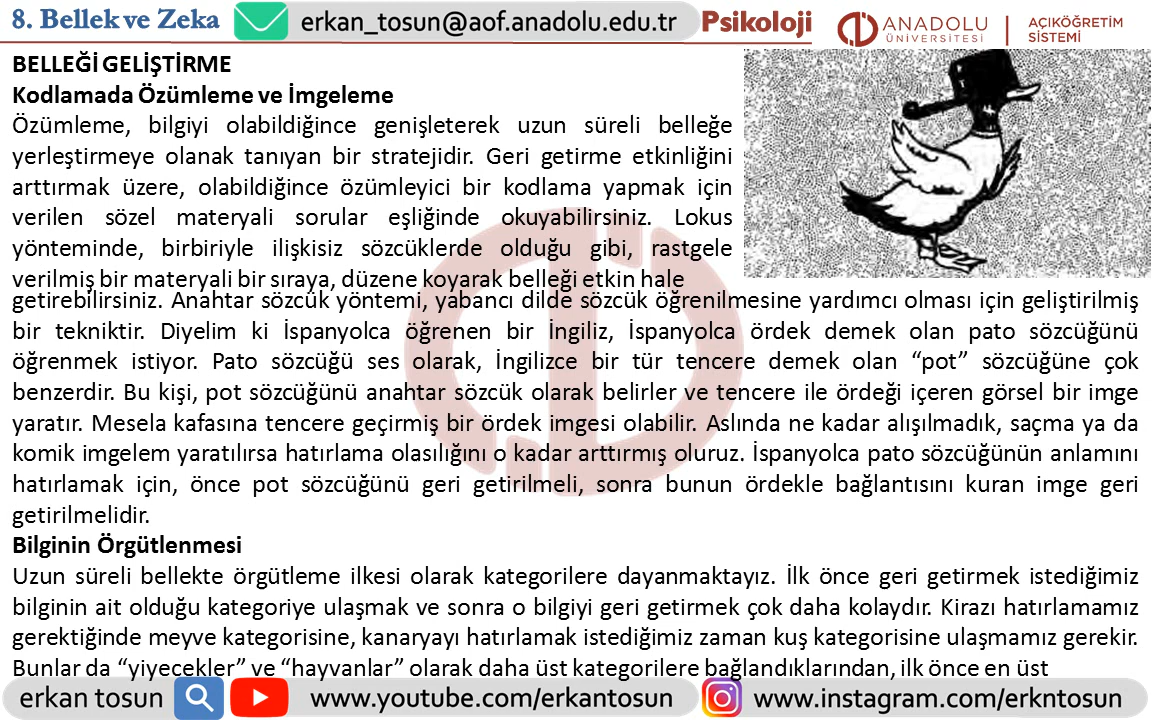 8. Bellek ve Zeka
erkan_tosun@aof.anadolu.edu.tr
Psikoloji
ANADOLU
ÜNİVERSİTESİ
AÇIKÖĞRETİM
SİSTEMİ
BELLEĞİ GELİŞTİRME
Kodlamada Özümleme ve İmgeleme
Özümleme, bilgiyi olabildiğince genişleterek uzun süreli belleğe
yerleştirmeye olanak tanıyan bir stratejidir. Geri getirme etkinliğini
arttırmak üzere, olabildiğince özümleyici bir kodlama yapmak için
verilen sözel materyali sorular eşliğinde okuyabilirsiniz. Lokus
yönteminde, birbiriyle ilişkisiz sözcüklerde olduğu gibi, rastgele
verilmiş bir materyali bir sıraya, düzene koyarak belleği etkin hale
getirebilirsiniz. Anahtar sözcük yöntemi, yabancı dilde sözcük öğrenilmesine yardımcı olması için geliştirilmiş
bir tekniktir. Diyelim ki İspanyolca öğrenen bir İngiliz, İspanyolca ördek demek olan pato sözcüğünü
öğrenmek istiyor. Pato sözcüğü ses olarak, İngilizce bir tür tencere demek olan “pot” sözcüğüne çok
benzerdir. Bu kişi, pot sözcüğünü anahtar sözcük olarak belirler ve tencere ile ördeği içeren görsel bir imge
yaratır. Mesela kafasına tencere geçirmiş bir ördek imgesi olabilir. Aslında ne kadar alışılmadık, saçma ya da
komik imgelem yaratılırsa hatırlama olasılığını o kadar arttırmış oluruz. İspanyolca pato sözcüğünün anlamını
hatırlamak için, önce pot sözcüğünü geri getirilmeli, sonra bunun ördekle bağlantısını kuran imge geri
getirilmelidir.
Bilginin Örgütlenmesi
Uzun süreli bellekte örgütleme ilkesi olarak kategorilere dayanmaktayız. İlk önce geri getirmek istediğimiz
bilginin ait olduğu kategoriye ulaşmak ve sonra o bilgiyi geri getirmek çok daha kolaydır. Kirazı hatırlamamız
gerektiğinde meyve kategorisine, kanaryayı hatırlamak istediğimiz zaman kuş kategorisine ulaşmamız gerekir.
Bunlar da “yiyecekler” ve “hayvanlar” olarak daha üst kategorilere bağlandıklarından, ilk önce en üst
erkan tosun
www.youtube.com/erkantosun
www.instagram.com/erkntosun